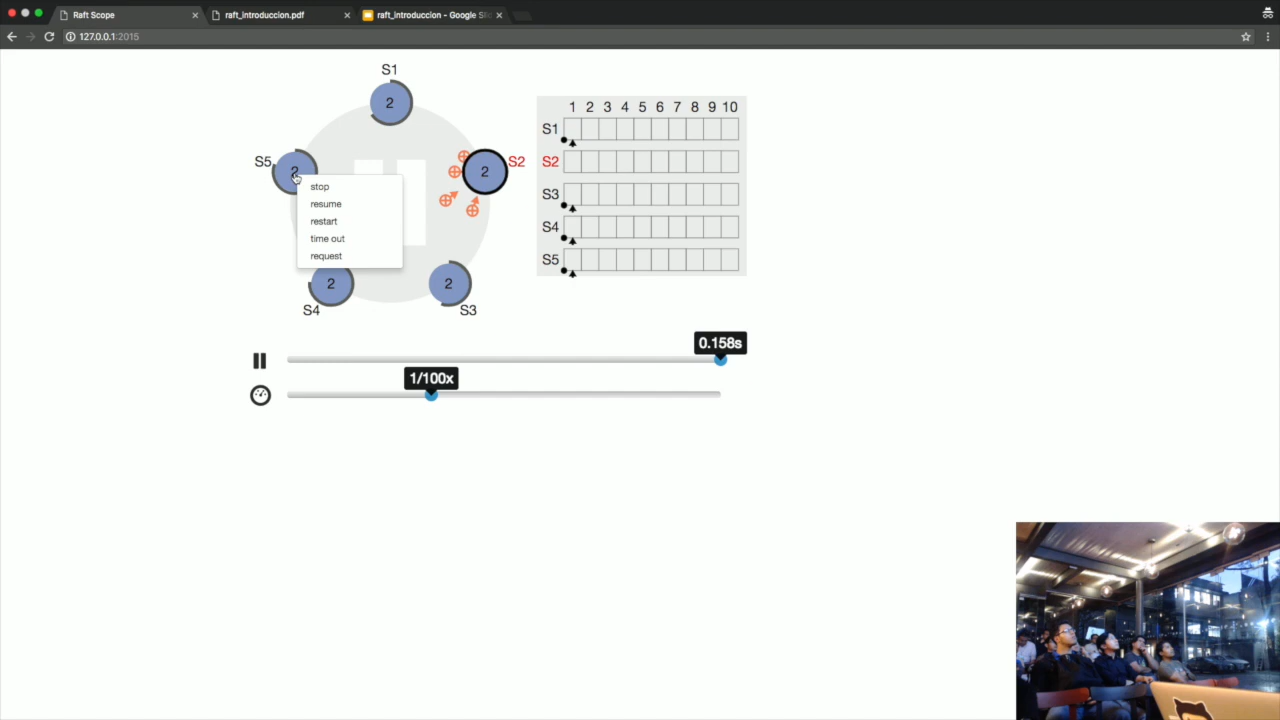 Raft Scope
raft_introduccion.pdf
raft_introduccion - Google Sli
127.0.0.1:2015
S1
2
S5
2
2
S2
stop
resume
restart
time out
request
2
2
S4
S3
1 2 3 4 5 6 7 8 9 10
S1
S2
S3
S4
S5
0.158s
1/100x